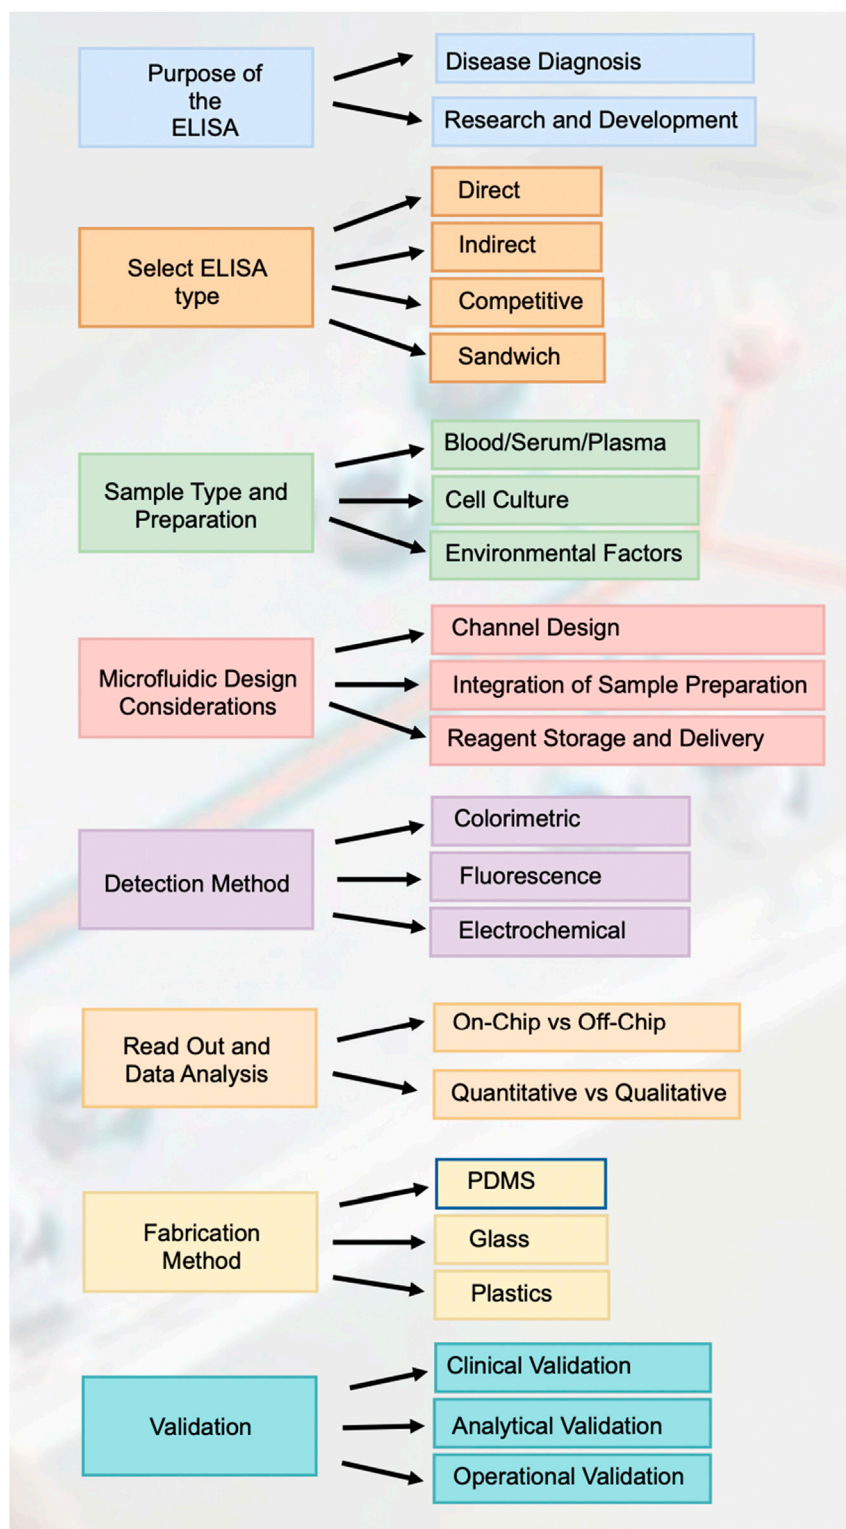 Purpose of
the
ELISA
Disease Diagnosis
Research and Development
Select ELISA
type
Direct
Indirect
Competitive
Sandwich
Sample Type and
Preparation
Blood/Serum/Plasma
Cell Culture
Environmental Factors
Microfluidic Design
Considerations
Channel Design
Integration of Sample Preparation
Reagent Storage and Delivery
Detection Method
Colorimetric
Fluorescence
Electrochemical
Read Out and
Data Analysis
On-Chip vs Off-Chip
Quantitative vs Qualitative
Fabrication
Method
PDMS
Glass
Plastics
Validation
Clinical Validation
Analytical Validation
Operational Validation